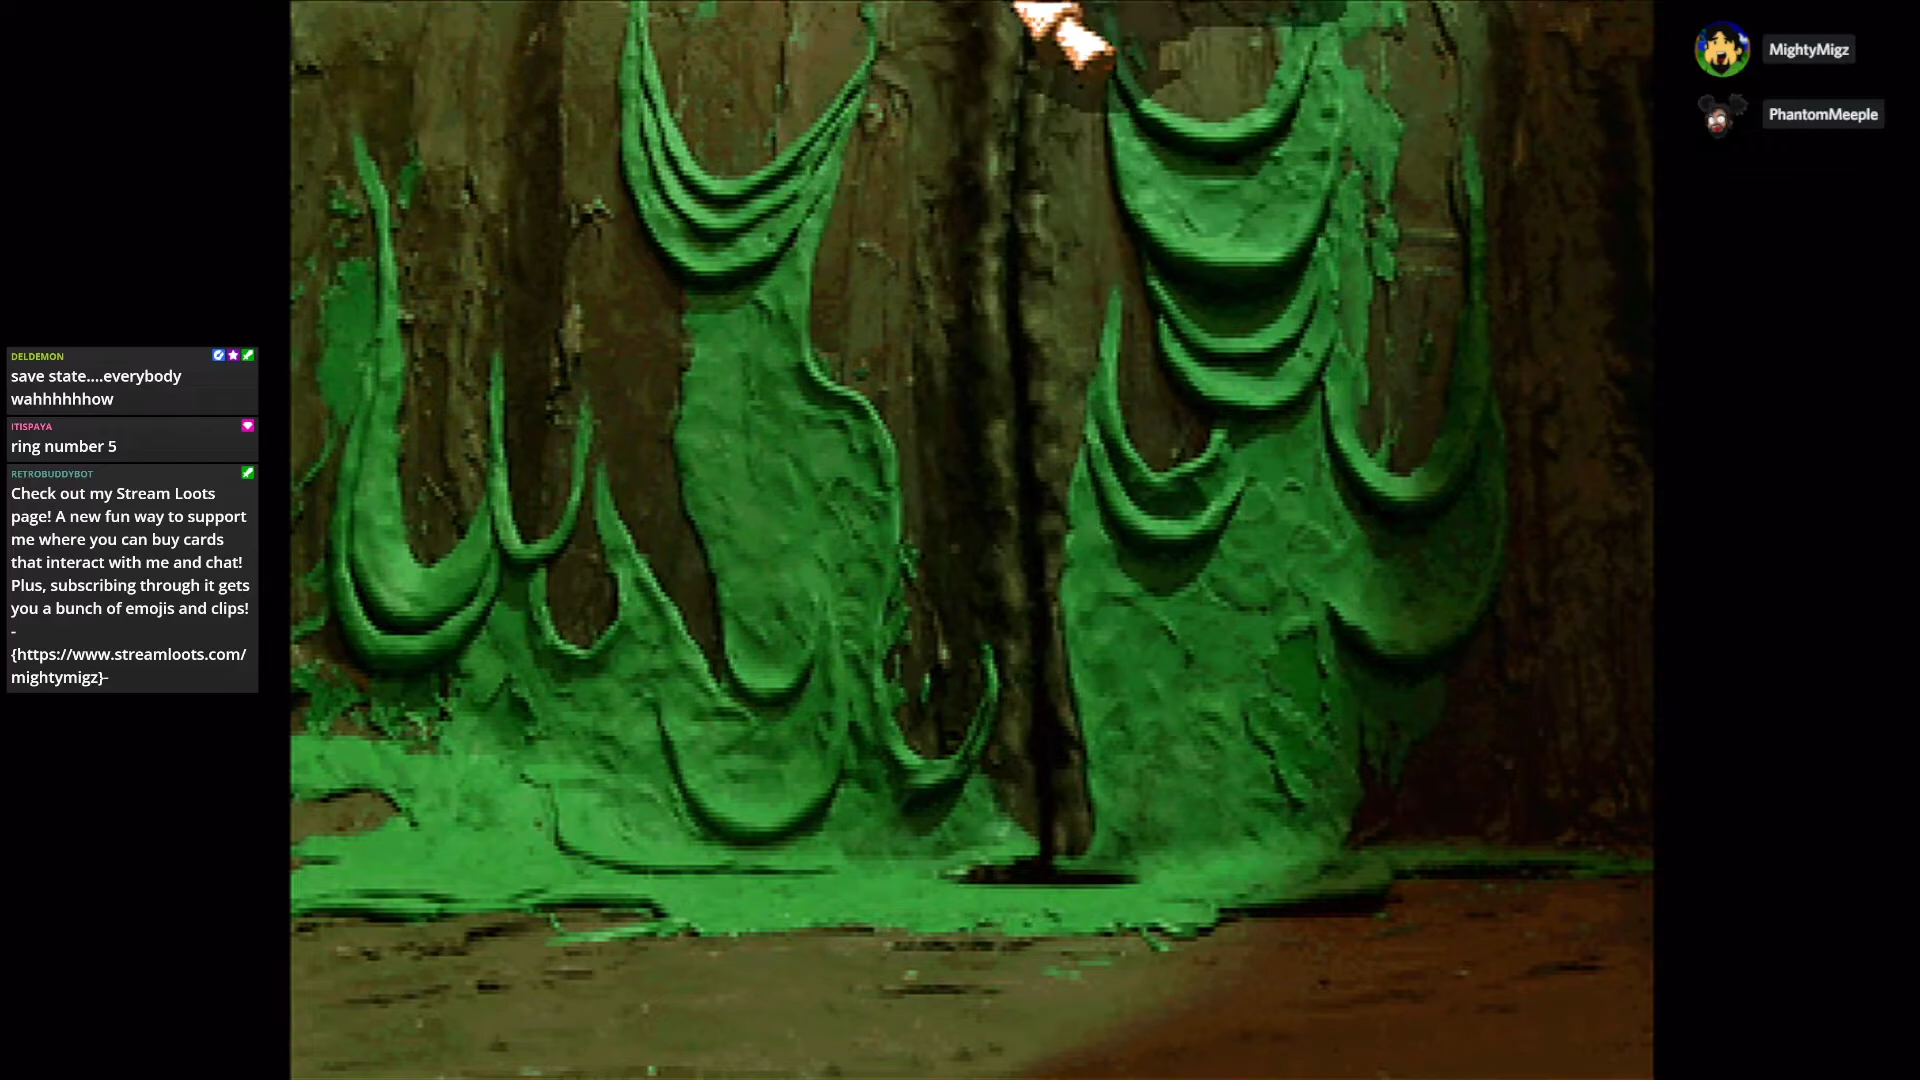 DELDEMON
save state....everybody
wahhhhhhow
ITISPAYA
ring number 5
RETROBUDDYBOT
Check out my Stream Loots
page! A new fun way to support
me where you can buy cards
that interact with me and chat!
Plus, subscribing through it gets
you a bunch of emojis and clips!
-
{https://www.streamloots.com/
mightymigz}-
MightyMigz
PhantomMeeple